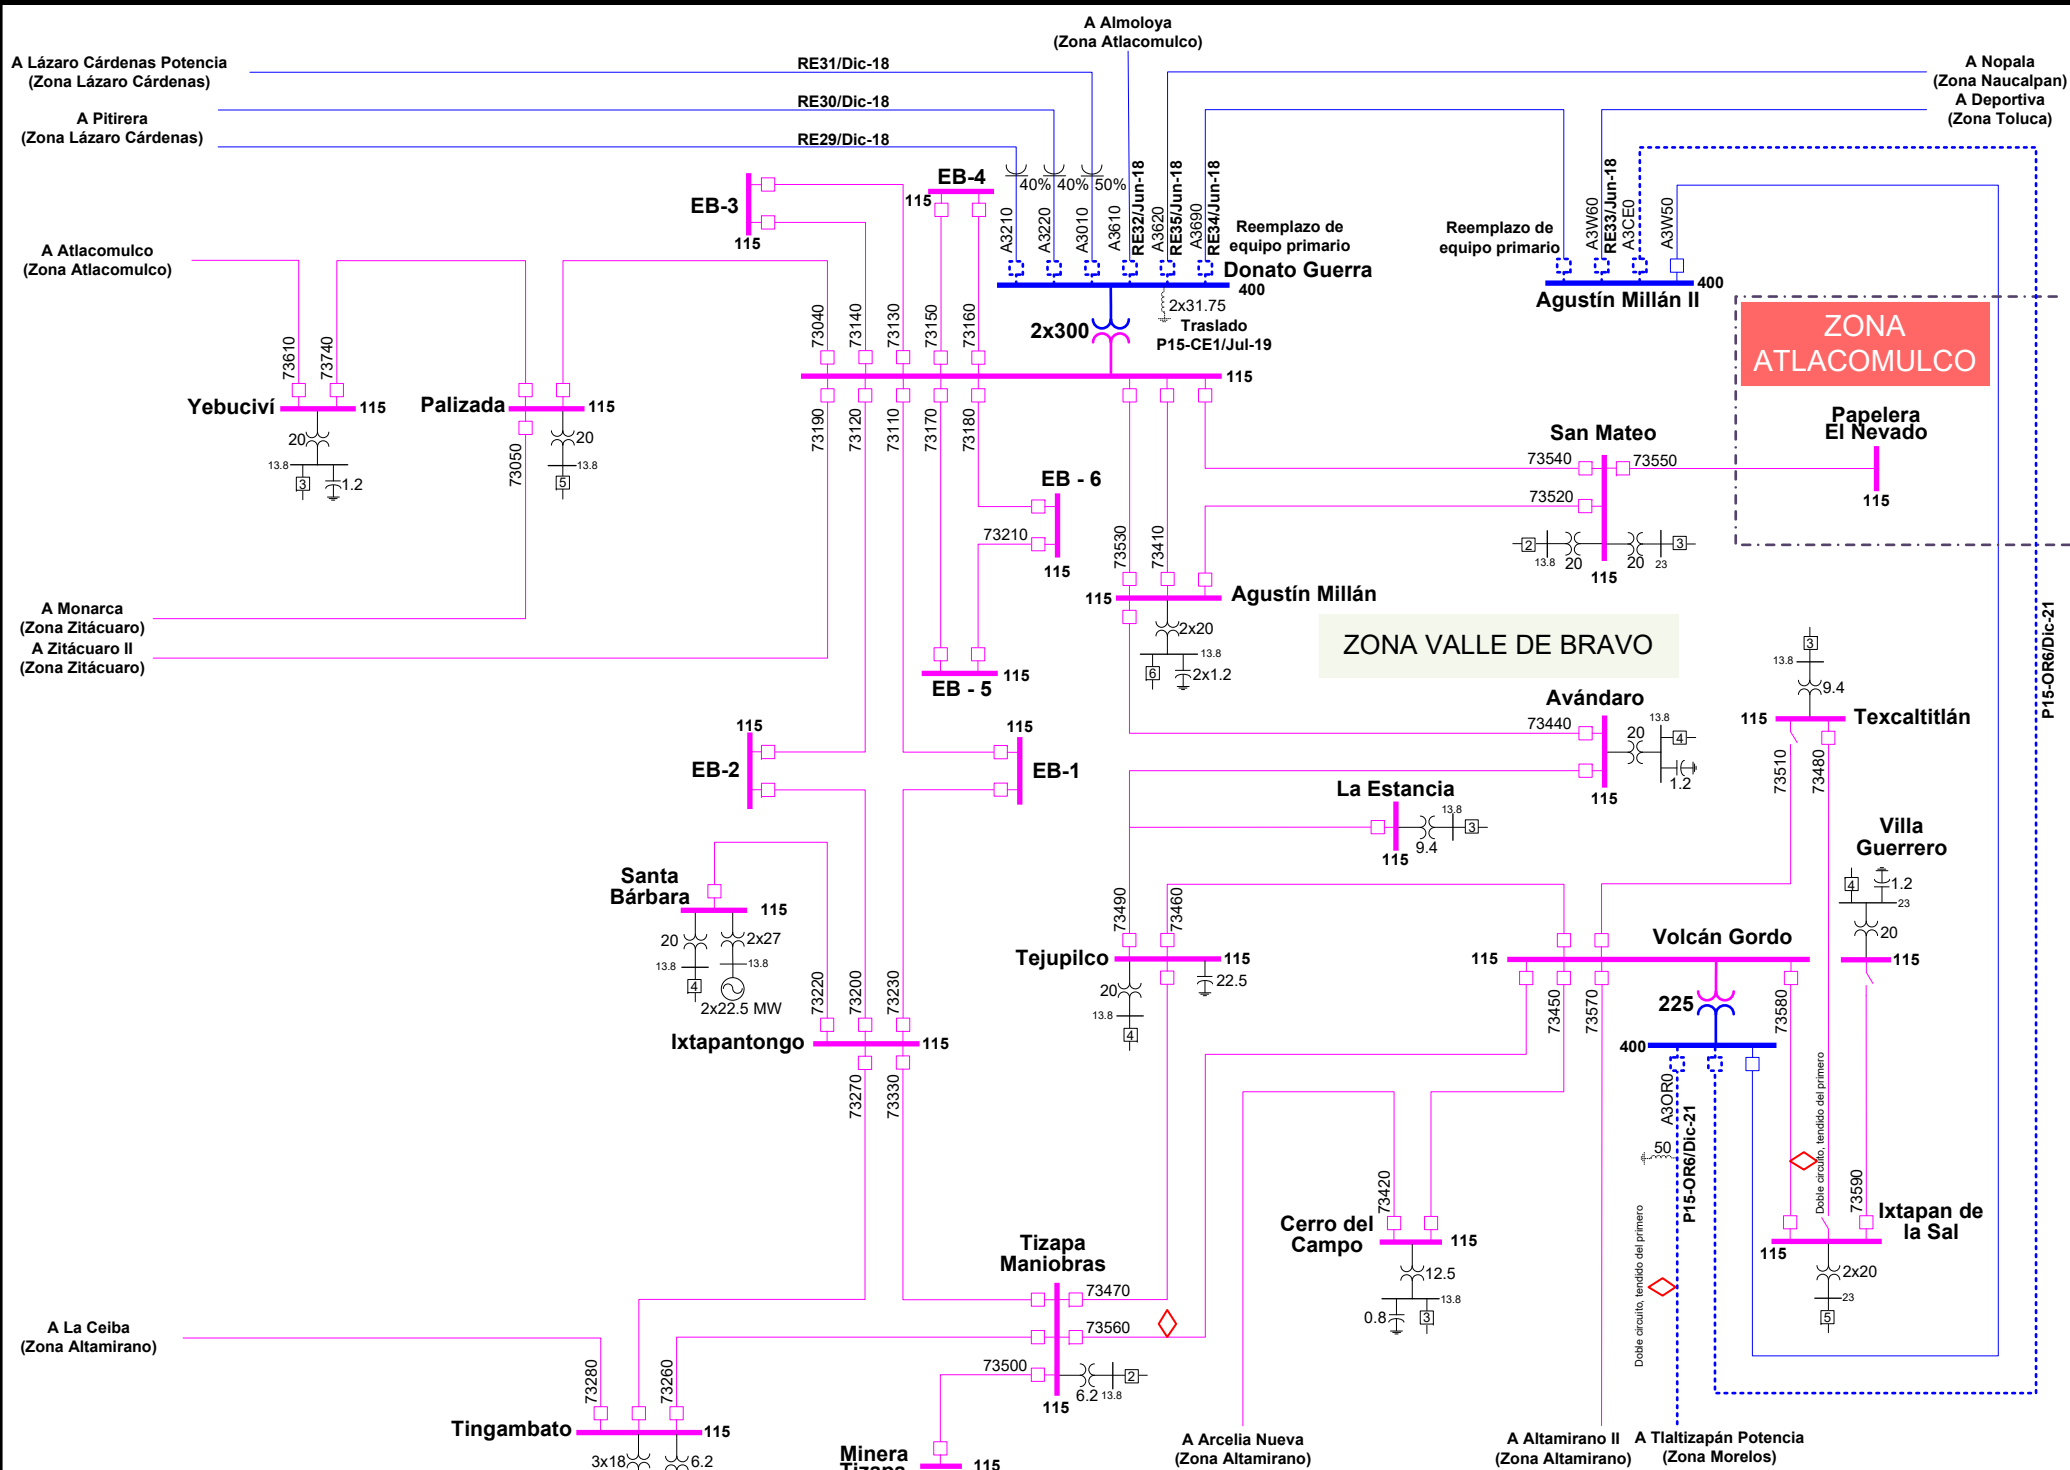 A Almoloya
(Zona Atlacomulco)
A Lázaro Cárdenas Potencia
(Zona Lázaro Cárdenas)
RE31/Dic-18
A Nopala
(Zona Naucalpan)
A Pitirera
(Zona Lázaro Cárdenas)
RE30/Dic-18
A Deportiva
(Zona Toluca)
RE29/Dic-18
EB-3
115
EB-4
115
40%
40%
50%
A3210
A3220
A3010
A3610
RE32/Jun-18
A3620
RE35/Jun-18
A3690
RE34/Jun-18
Reemplazo de
equipo primario
Donato Guerra
400
Reemplazo de
equipo primario
A3W60
RE33/Jun-18
A3CE0
A3W50
Agustín Millán II
400
A Atlacomulco
(Zona Atlacomulco)
2x31.75
Traslado
P15-CE1/Jul-19
2x300
115
ZONA
ATLACOMULCO
73610
73740
73040
73140
73130
73150
73160
Yebuciví
115
20
13.8
3
1.2
Palizada
115
20
13.8
5
73050
73190
73120
73110
73170
73180
San Mateo
73540
73550
73520
2
13.8
20
20
23
3
115
Papelera
El Nevado
115
EB - 6
73210
115
73530
73410
115
Agustín Millán
2x20
13.8
6
2x1.2
ZONA VALLE DE BRAVO
A Monarca
(Zona Zitácuaro)
A Zitácuaro II
(Zona Zitácuaro)
115
EB - 5
P15-OR6/Dic-21
3
13.8
9.4
115
Texcaltitlán
73510
73480
Avándaro
73440
20
13.8
4
1.2
115
115
EB-2
115
EB-1
La Estancia
13.8
3
9.4
115
Villa
Guerrero
4
1.2
23
20
115
Santa
Bárbara
115
20
2x27
13.8
13.8
4
2x22.5 MW
73220
73200
73230
Ixtapantongo
115
73270
73330
73490
73460
Tejupilco
115
20
22.5
13.8
4
Volcán Gordo
115
225
73450
73570
73580
400
A3OR0
P15-OR6/Dic-21
50
Doble circuito, tendido del primero
Doble circuito, tendido del primero
73590
Ixtapan de
la Sal
115
2x20
23
5
73420
Cerro del
Campo
115
12.5
13.8
0.8
3
Tizapa
Maniobras
73470
73560
73500
6.2
13.8
2
115
A La Ceiba
(Zona Altamirano)
73280
73260
Tingambato
115
3x18
6.2
Minera
Tizapa
115
A Arcelia Nueva
(Zona Altamirano)
A Altamirano II
(Zona Altamirano)
A Tlaltizapán Potencia
(Zona Morelos)